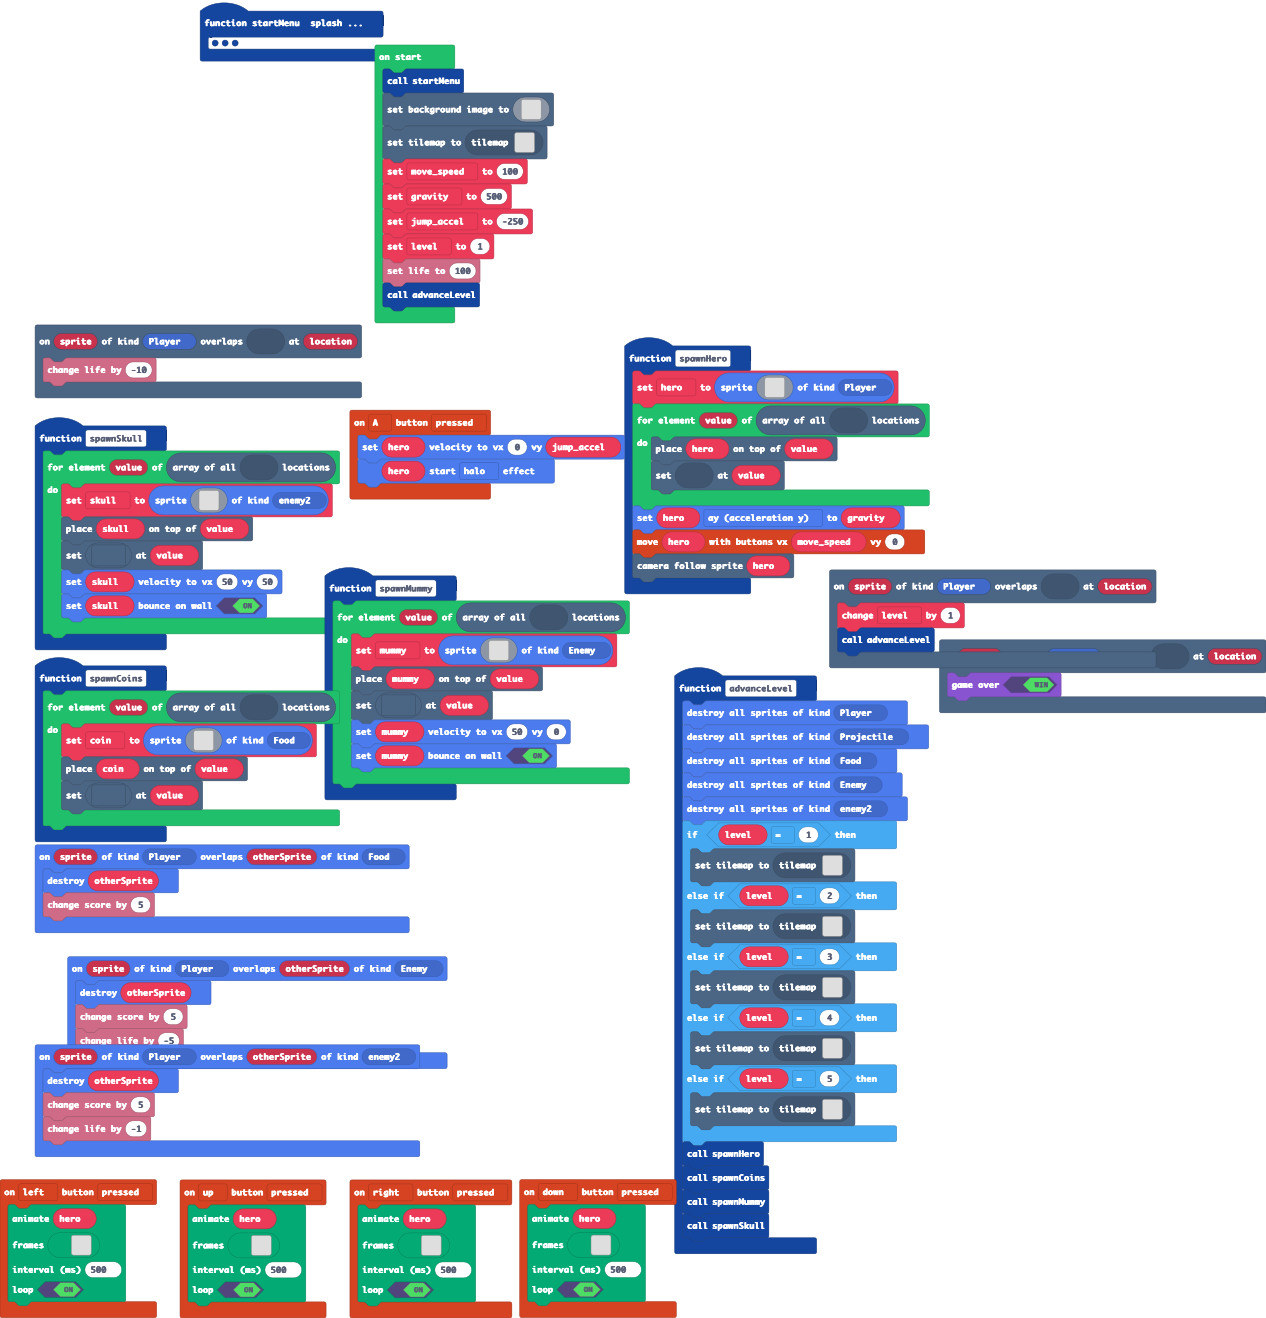 function startMenu splash ...
on start
call startMenu
set background image to
set tilemap to tilemap
set move_speed to 100
set gravity to 500
set jump_accel to -250
set level to 1
set life to 100
call advanceLevel
on sprite of kind Player overlaps at location
change life by -10
function spawnSkull
for element value of array of all locations
do
set skull to sprite of kind enemy2
place skull on top of value
set at value
set skull velocity to vx 50 vy 50
set skull bounce on wall ON
on A button pressed
set hero velocity to vx 0 vy jump_accel
hero start halo effect
function spawnHero
set hero to sprite of kind Player
for element value of array of all locations
do
place hero on top of value
set at value
set hero ay (acceleration y) to gravity
move hero with buttons vx move_speed vy 0
camera follow sprite hero
function spawnMummy
for element value of array of all locations
do
set mummy to sprite of kind Enemy
place mummy on top of value
set at value
set mummy velocity to vx 50 vy 0
set mummy bounce on wall ON
on sprite of kind Player overlaps at location
change level by 1
call advanceLevel
at location
game over WIN
function spawnCoins
for element value of array of all locations
do
set coin to sprite of kind Food
place coin on top of value
set at value
function advanceLevel
destroy all sprites of kind Player
destroy all sprites of kind Projectile
destroy all sprites of kind Food
destroy all sprites of kind Enemy
destroy all sprites of kind enemy2
if level = 1 then
set tilemap to tilemap
else if level = 2 then
set tilemap to tilemap
else if level = 3 then
set tilemap to tilemap
else if level = 4 then
set tilemap to tilemap
else if level = 5 then
set tilemap to tilemap
call spawnHero
call spawnCoins
call spawnMummy
call spawnSkull
on sprite of kind Player overlaps otherSprite of kind Food
destroy otherSprite
change score by 5
on sprite of kind Player overlaps otherSprite of kind Enemy
destroy otherSprite
change score by 5
change life by -5
on sprite of kind Player overlaps otherSprite of kind enemy2
destroy otherSprite
change score by 5
change life by -1
on left button pressed
animate hero
frames
interval (ms) 500
loop ON
on up button pressed
animate hero
frames
interval (ms) 500
loop ON
on right button pressed
animate hero
frames
interval (ms) 500
loop ON
on down button pressed
animate hero
frames
interval (ms) 500
loop ON